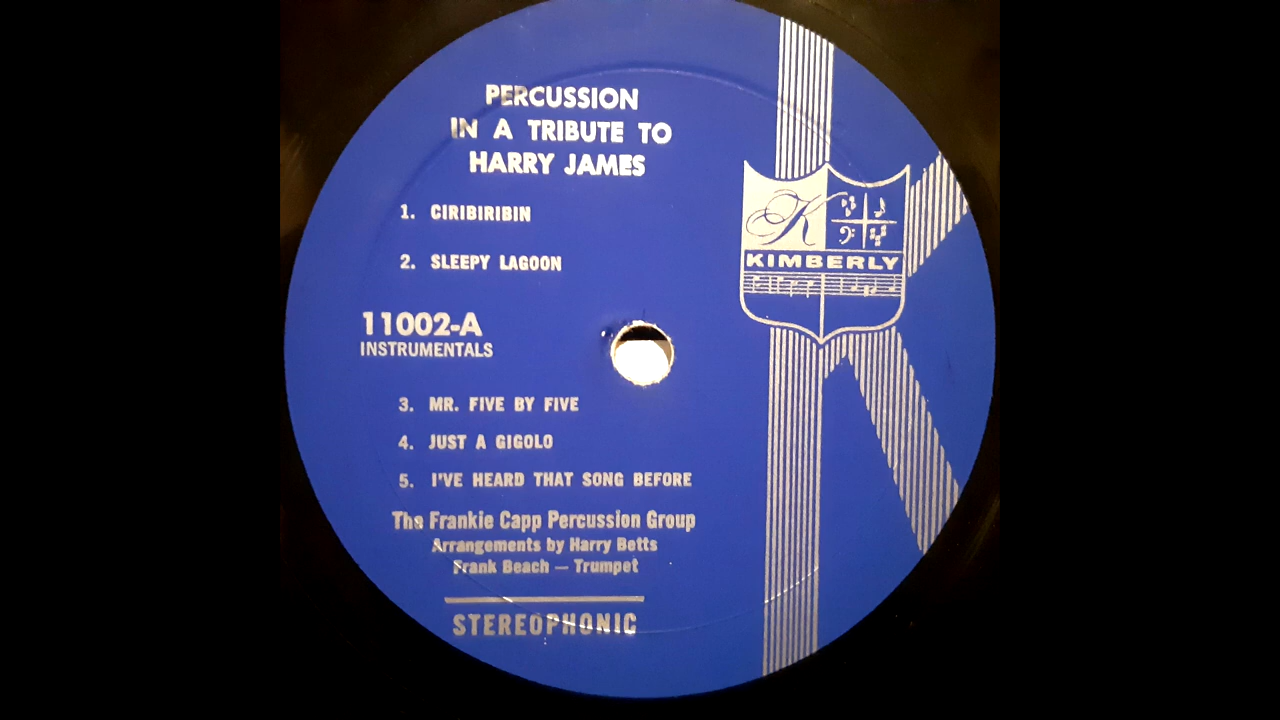 PERCUSSION
IN A TRIBUTE TO
HARRY JAMES
1. CIRIBIRIBIN
2. SLEEPY LAGOON
K
KIMBERLY
11002-A
INSTRUMENTALS
3. MR. FIVE BY FIVE
4. JUST A GIGOLO
5. I'VE HEARD THAT SONG BEFORE
The Frankie Capp Percussion Group
Arrangements by Harry Betts
Frank Beach — Trumpet
STEREOPHONIC